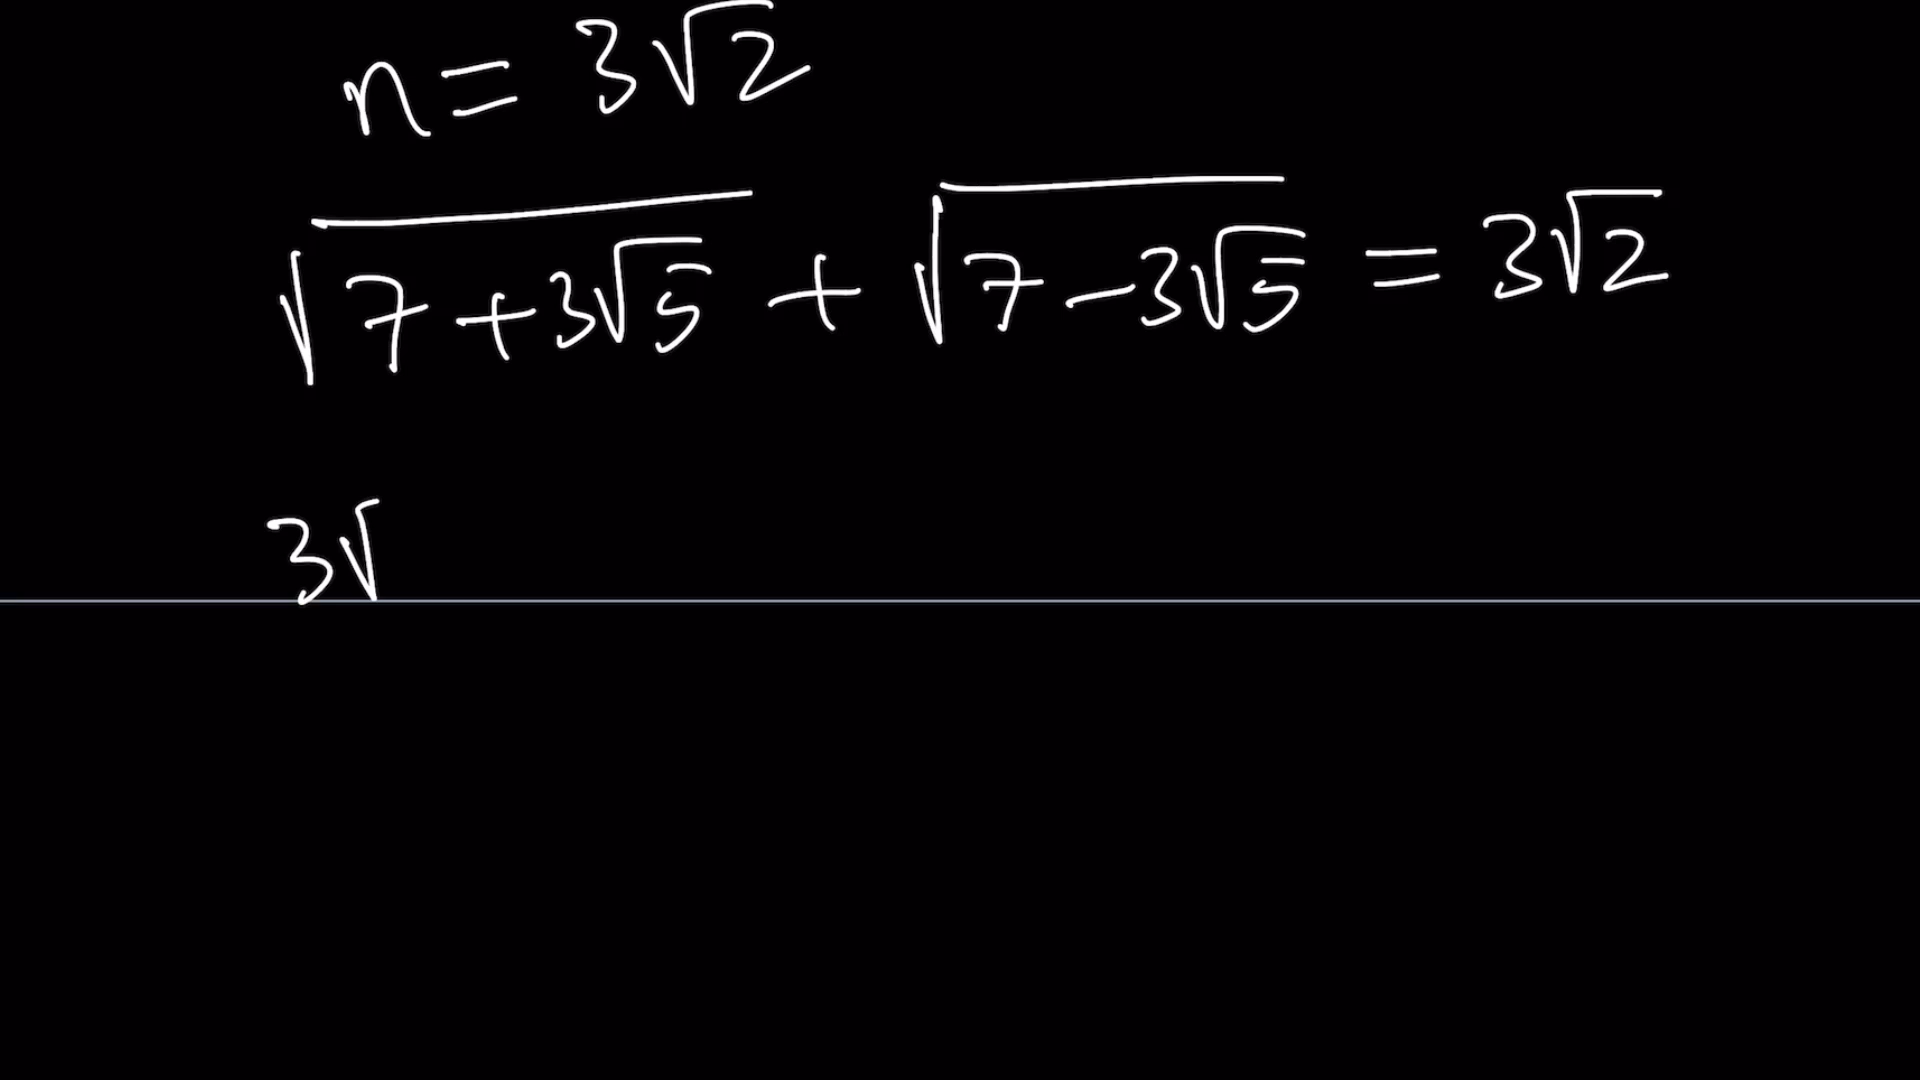 n = 3√2
√(7 + 3√5) + √(7 - 3√5) = 3√2
3√